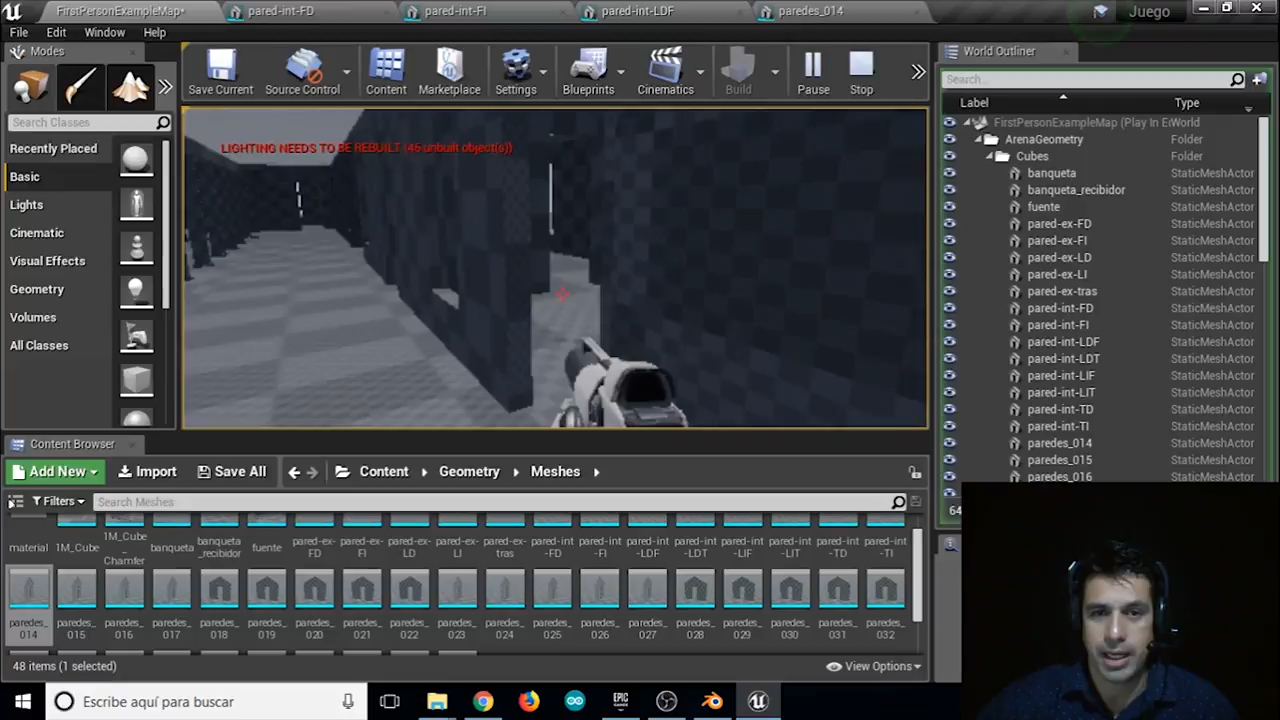 FirstPersonExampleMap*
pared-int-FD
pared-int-FI
pared-int-LDF
paredes_014
Juego
File
Edit
Window
Help
Modes
World Outliner
Save Current
Source Control
Content
Marketplace
Settings
Blueprints
Cinematics
Build
Pause
Stop
Search...
Search Classes
Label
Type
LIGHTING NEEDS TO BE REBUILT (45 unbuilt object(s))
Recently Placed
Basic
Lights
Cinematic
Visual Effects
Geometry
Volumes
All Classes
FirstPersonExampleMap (Play In Ec World
ArenaGeometry Folder
Cubes Folder
banqueta StaticMeshActor
banqueta_recibidor StaticMeshActor
fuente StaticMeshActor
pared-ex-FD StaticMeshActor
pared-ex-FI StaticMeshActor
pared-ex-LD StaticMeshActor
pared-ex-LI StaticMeshActor
pared-ex-tras StaticMeshActor
pared-int-FD StaticMeshActor
pared-int-FI StaticMeshActor
pared-int-LDF StaticMeshActor
pared-int-LDT StaticMeshActor
pared-int-LIF StaticMeshActor
pared-int-LIT StaticMeshActor
pared-int-TD StaticMeshActor
pared-int-TI StaticMeshActor
paredes_014 StaticMeshActor
paredes_015 StaticMeshActor
paredes_016 StaticMeshActor
64
Content Browser
Add New
Import
Save All
Content
Geometry
Meshes
Filters
Search Meshes
material
1M_Cube
1M_Cube_Chamfer
banqueta
banqueta_recibidor
fuente
pared-ex-FD
pared-ex-FI
pared-ex-LD
pared-ex-LI
pared-ex-tras
pared-int-FD
pared-int-FI
pared-int-LDF
pared-int-LDT
pared-int-LIF
pared-int-LIT
pared-int-TD
pared-int-TI
paredes_014
paredes_015
paredes_016
paredes_017
paredes_018
paredes_019
paredes_020
paredes_021
paredes_022
paredes_023
paredes_024
paredes_025
paredes_026
paredes_027
paredes_028
paredes_029
paredes_030
paredes_031
paredes_032
48 items (1 selected)
View Options
Escribe aquí para buscar
EPIC
GAMES